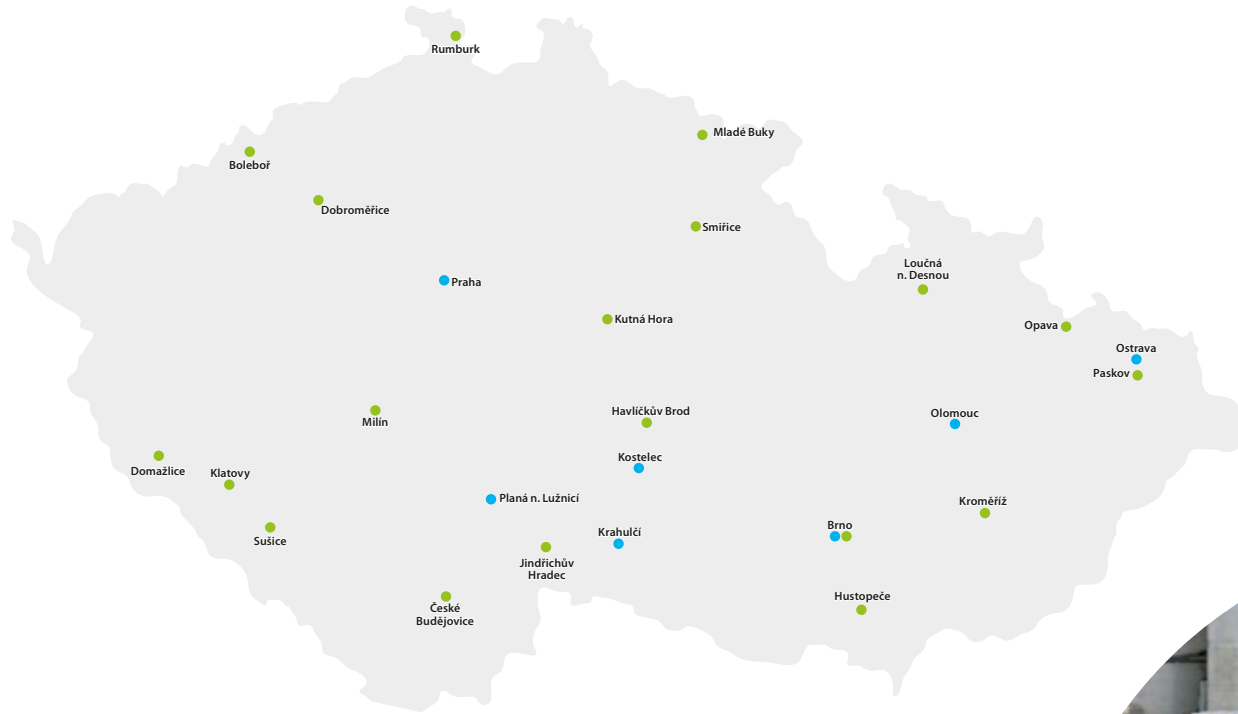 Rumburk
Mladé Buky
Boleboř
Dobroměřice
Smiřice
Loučná
n. Desnou
Praha
Kutná Hora
Opava
Ostrava
Paskov
Milín
Havlíčkův Brod
Olomouc
Kostelec
Domažlice
Klatovy
Planá n. Lužnicí
Kroměříž
Sušice
Krahulčí
Brno
Jindřichův
Hradec
Hustopeče
České
Budějovice